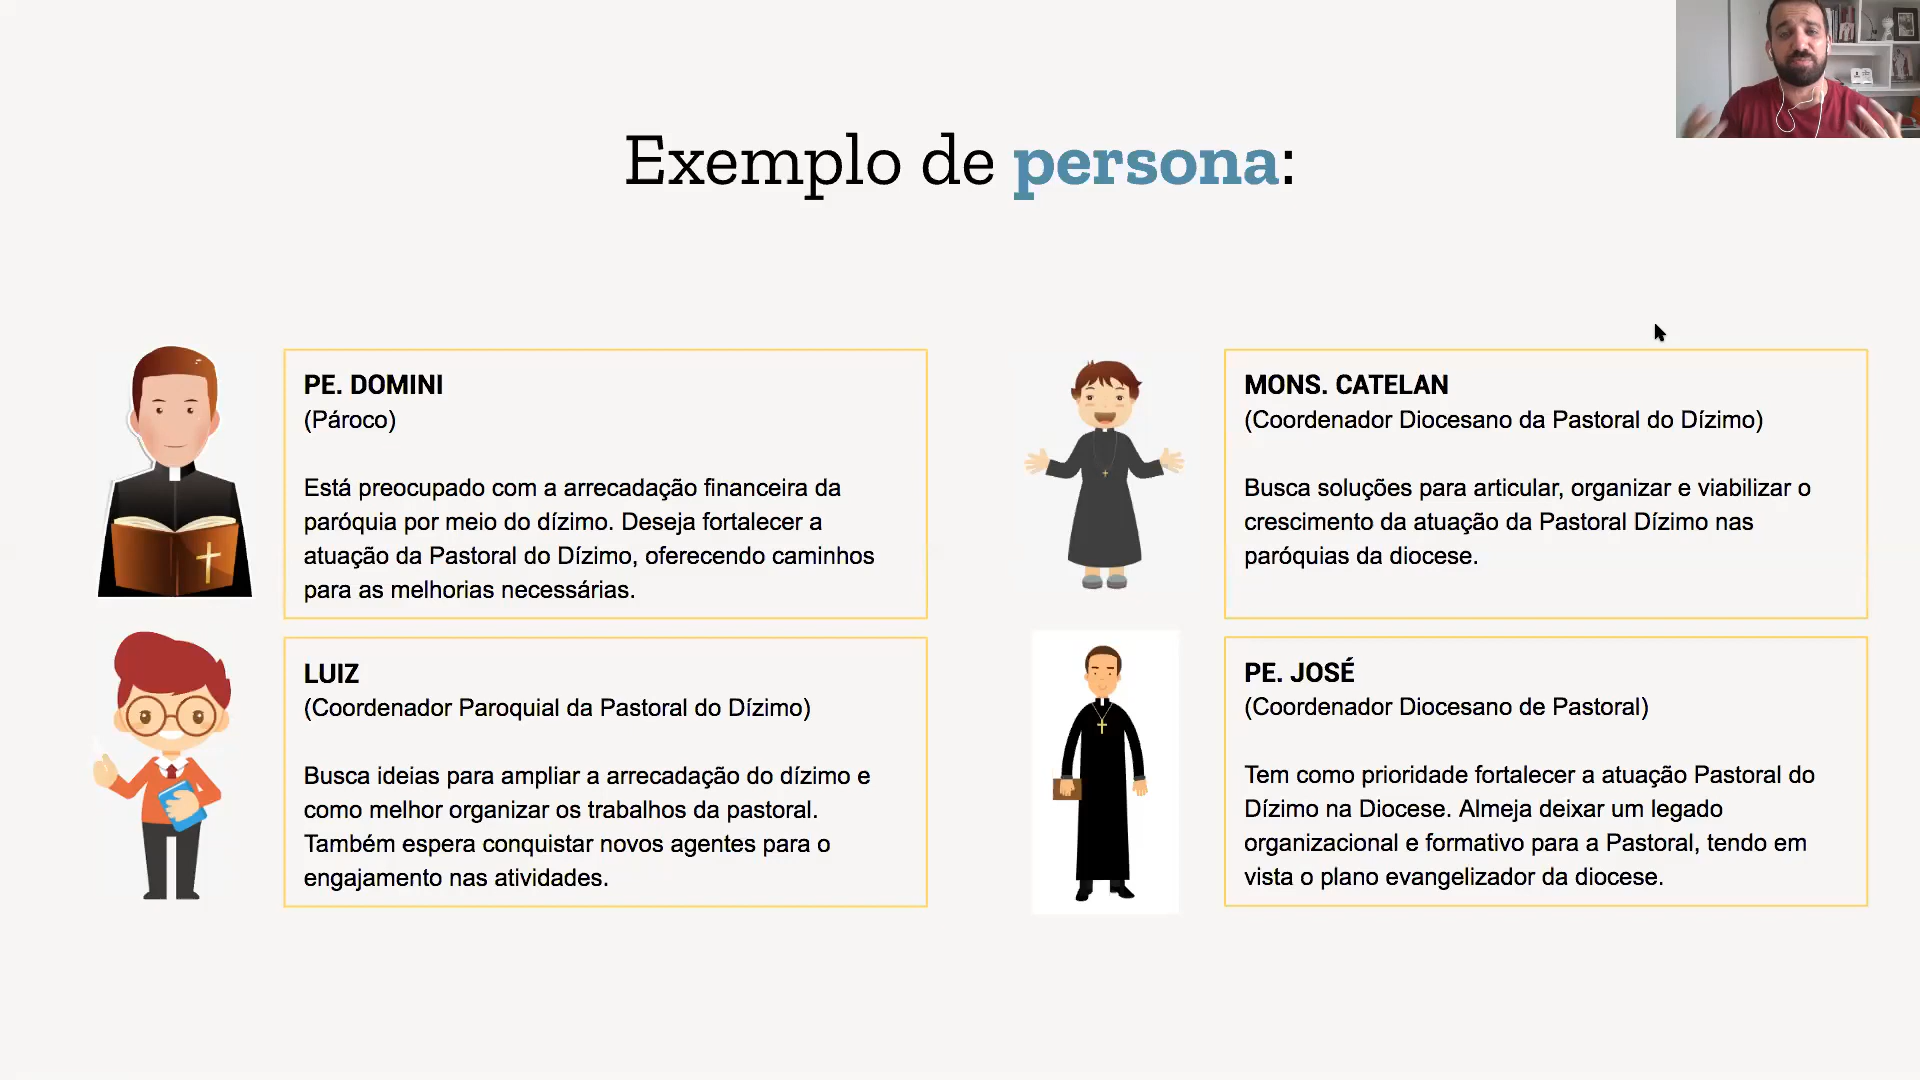 Exemplo de persona:
PE. DOMINI
(Pároco)
Está preocupado com a arrecadação financeira da
paróquia por meio do dízimo. Deseja fortalecer a
atuação da Pastoral do Dízimo, oferecendo caminhos
para as melhorias necessárias.
MONS. CATELAN
(Coordenador Diocesano da Pastoral do Dízimo)
Busca soluções para articular, organizar e viabilizar o
crescimento da atuação da Pastoral Dízimo nas
paróquias da diocese.
LUIZ
(Coordenador Paroquial da Pastoral do Dízimo)
Busca ideias para ampliar a arrecadação do dízimo e
como melhor organizar os trabalhos da pastoral.
Também espera conquistar novos agentes para o
engajamento nas atividades.
PE. JOSÉ
(Coordenador Diocesano de Pastoral)
Tem como prioridade fortalecer a atuação Pastoral do
Dízimo na Diocese. Almeja deixar um legado
organizacional e formativo para a Pastoral, tendo em
vista o plano evangelizador da diocese.